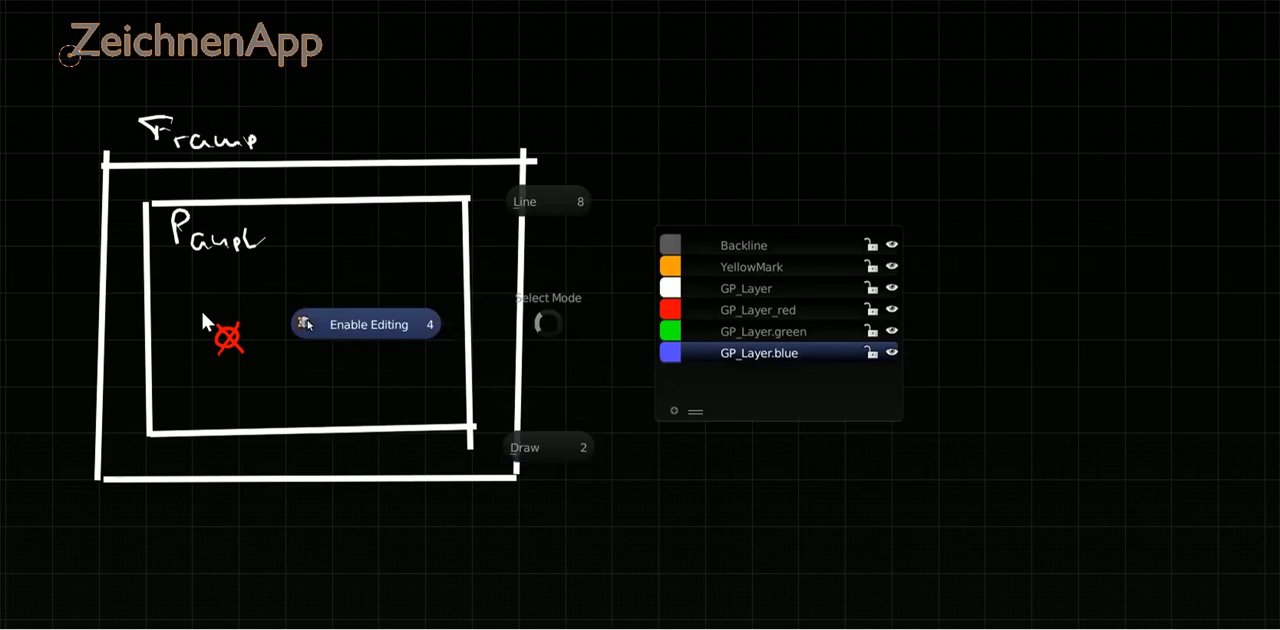 ZeichnenApp
Frame
Panel
Line 8
Select Mode
Enable Editing 4
Draw 2
Backline
YellowMark
GP_Layer
GP_Layer_red
GP_Layer.green
GP_Layer.blue